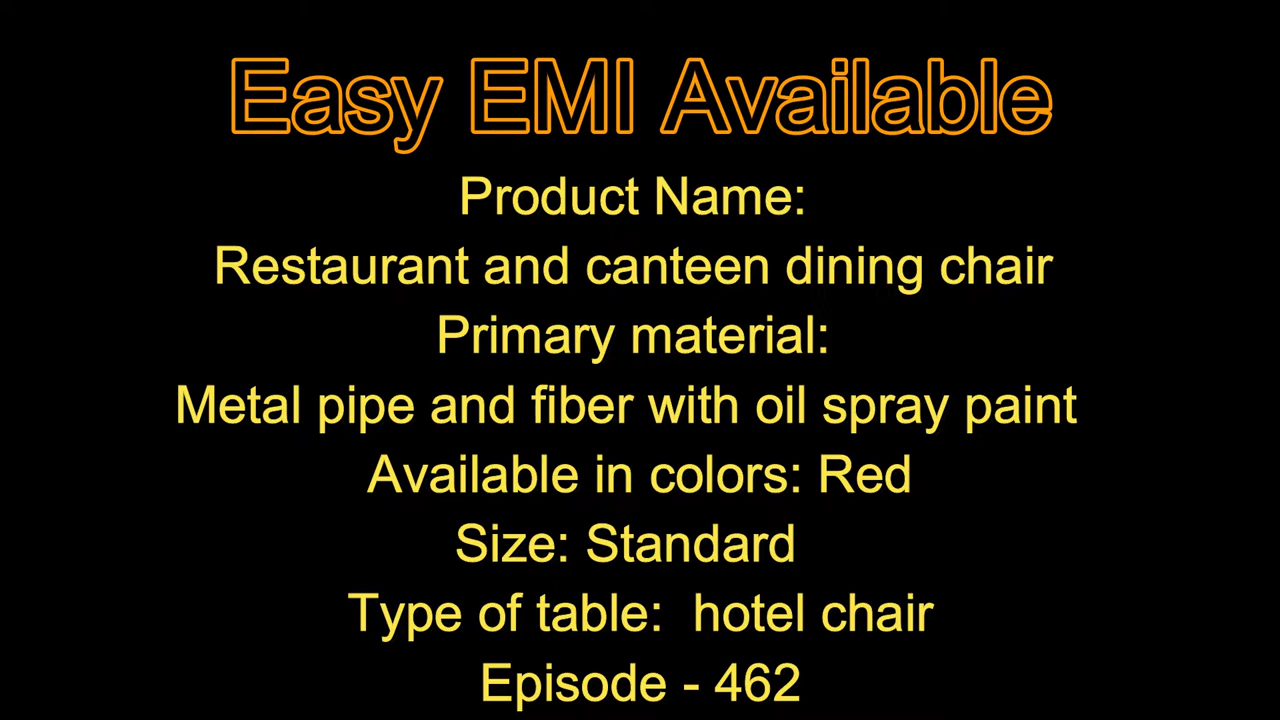 Easy EMI Available
Product Name:
Restaurant and canteen dining chair
Primary material:
Metal pipe and fiber with oil spray paint
Available in colors: Red
Size: Standard
Type of table:  hotel chair
Episode - 462